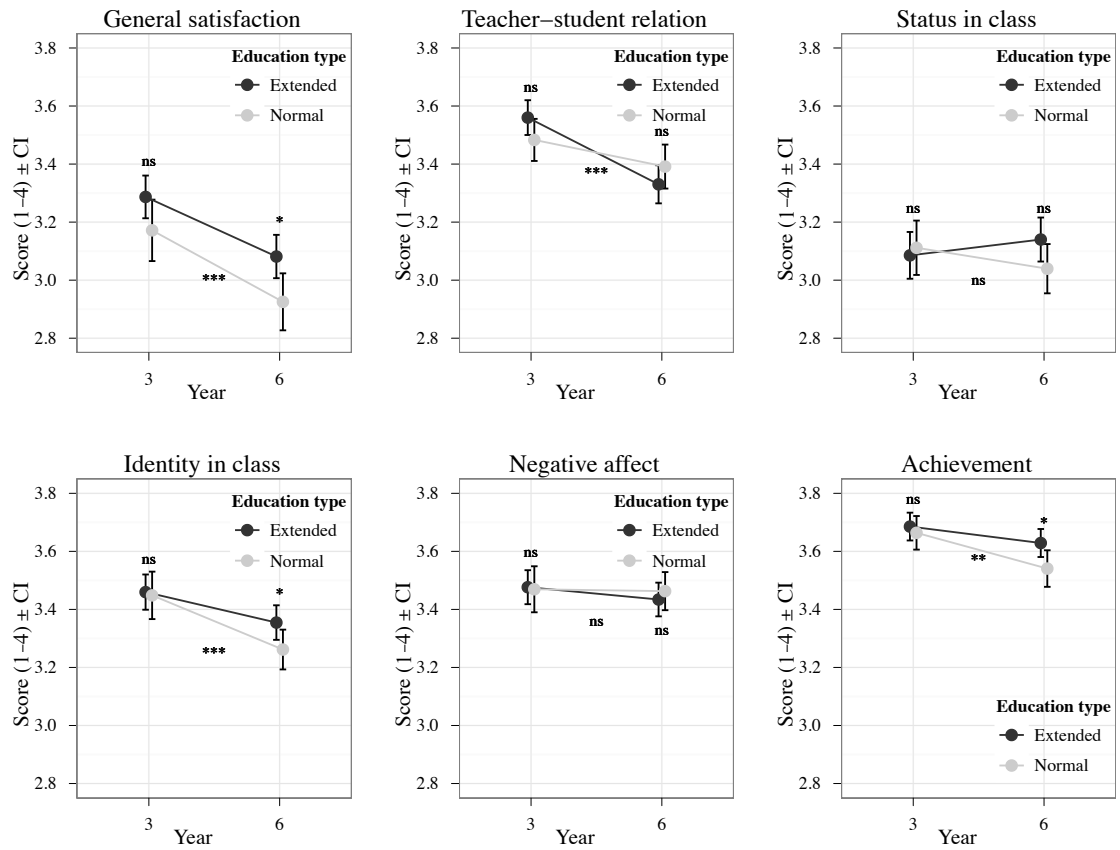 General satisfaction
Score (1−4) ± CI
3.8
3.6
3.4
3.2
3.0
2.8
Education type
Extended
Normal
ns
*
***
3
6
Year
Teacher−student relation
Score (1−4) ± CI
3.8
3.6
3.4
3.2
3.0
2.8
Education type
Extended
Normal
ns
ns
***
3
6
Year
Status in class
Score (1−4) ± CI
3.8
3.6
3.4
3.2
3.0
2.8
Education type
Extended
Normal
ns
ns
ns
3
6
Year
Identity in class
Score (1−4) ± CI
3.8
3.6
3.4
3.2
3.0
2.8
Education type
Extended
Normal
ns
*
***
3
6
Year
Negative affect
Score (1−4) ± CI
3.8
3.6
3.4
3.2
3.0
2.8
Education type
Extended
Normal
ns
ns
ns
3
6
Year
Achievement
Score (1−4) ± CI
3.8
3.6
3.4
3.2
3.0
2.8
ns
*
**
Education type
Extended
Normal
3
6
Year